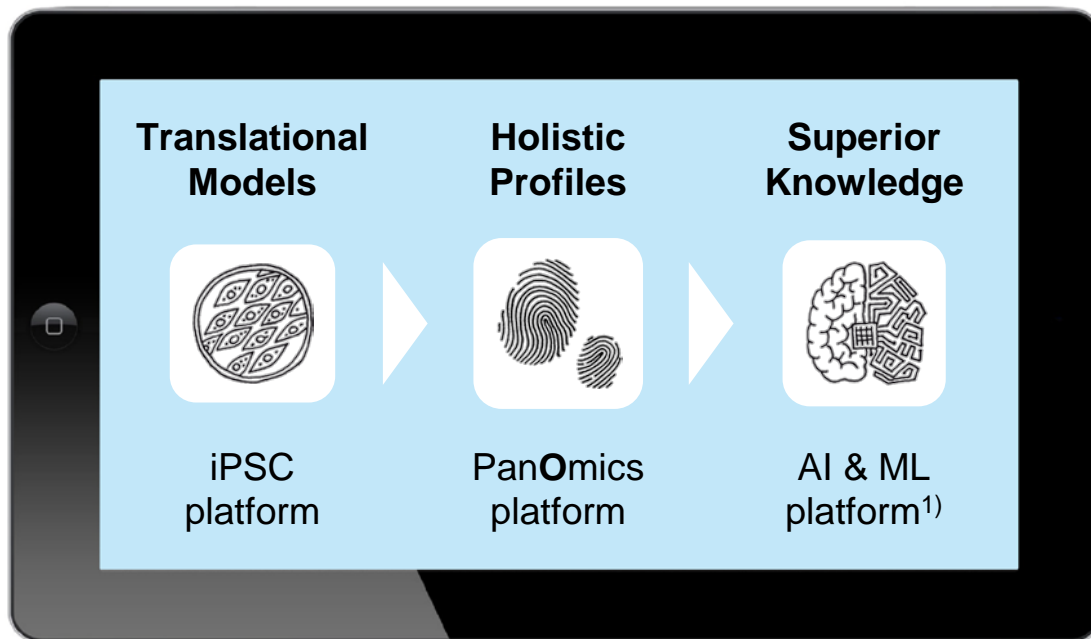 Translational
Models
Holistic
Profiles
Superior
Knowledge
iPSC
platform
PanOmics
platform
AI & ML
platform1)